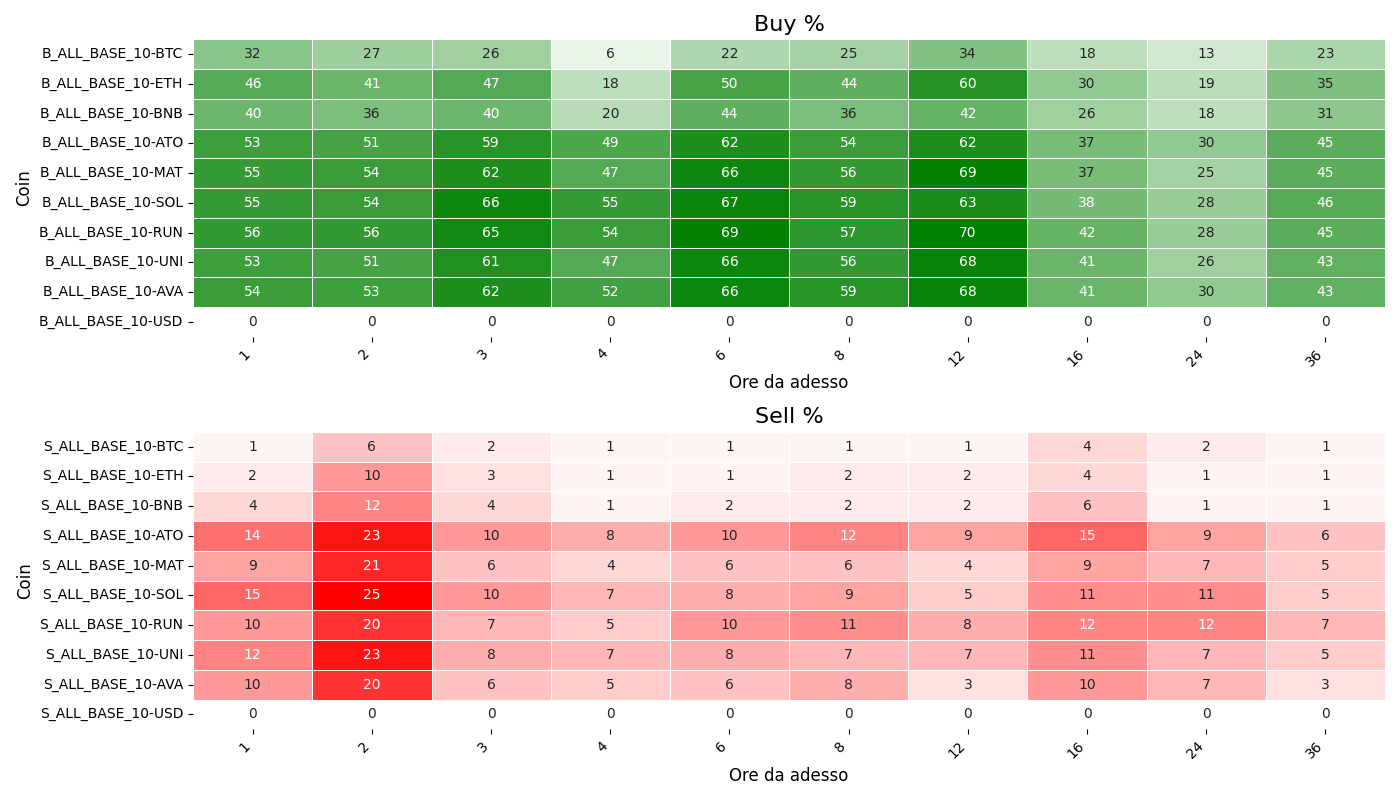 Buy %
Coin
B_ALL_BASE_10-BTC 32 27 26 6 22 25 34 18 13 23
B_ALL_BASE_10-ETH 46 41 47 18 50 44 60 30 19 35
B_ALL_BASE_10-BNB 40 36 40 20 44 36 42 26 18 31
B_ALL_BASE_10-ATO 53 51 59 49 62 54 62 37 30 45
B_ALL_BASE_10-MAT 55 54 62 47 66 56 69 37 25 45
B_ALL_BASE_10-SOL 55 54 66 55 67 59 63 38 28 46
B_ALL_BASE_10-RUN 56 56 65 54 69 57 70 42 28 45
B_ALL_BASE_10-UNI 53 51 61 47 66 56 68 41 26 43
B_ALL_BASE_10-AVA 54 53 62 52 66 59 68 41 30 43
B_ALL_BASE_10-USD 0 0 0 0 0 0 0 0 0 0
1 2 3 4 6 8 12 16 24 36
Ore da adesso
Sell %
Coin
S_ALL_BASE_10-BTC 1 6 2 1 1 1 1 4 2 1
S_ALL_BASE_10-ETH 2 10 3 1 1 2 2 4 1 1
S_ALL_BASE_10-BNB 4 12 4 1 2 2 2 6 1 1
S_ALL_BASE_10-ATO 14 23 10 8 10 12 9 15 9 6
S_ALL_BASE_10-MAT 9 21 6 4 6 6 4 9 7 5
S_ALL_BASE_10-SOL 15 25 10 7 8 9 5 11 11 5
S_ALL_BASE_10-RUN 10 20 7 5 10 11 8 12 12 7
S_ALL_BASE_10-UNI 12 23 8 7 8 7 7 11 7 5
S_ALL_BASE_10-AVA 10 20 6 5 6 8 3 10 7 3
S_ALL_BASE_10-USD 0 0 0 0 0 0 0 0 0 0
1 2 3 4 6 8 12 16 24 36
Ore da adesso